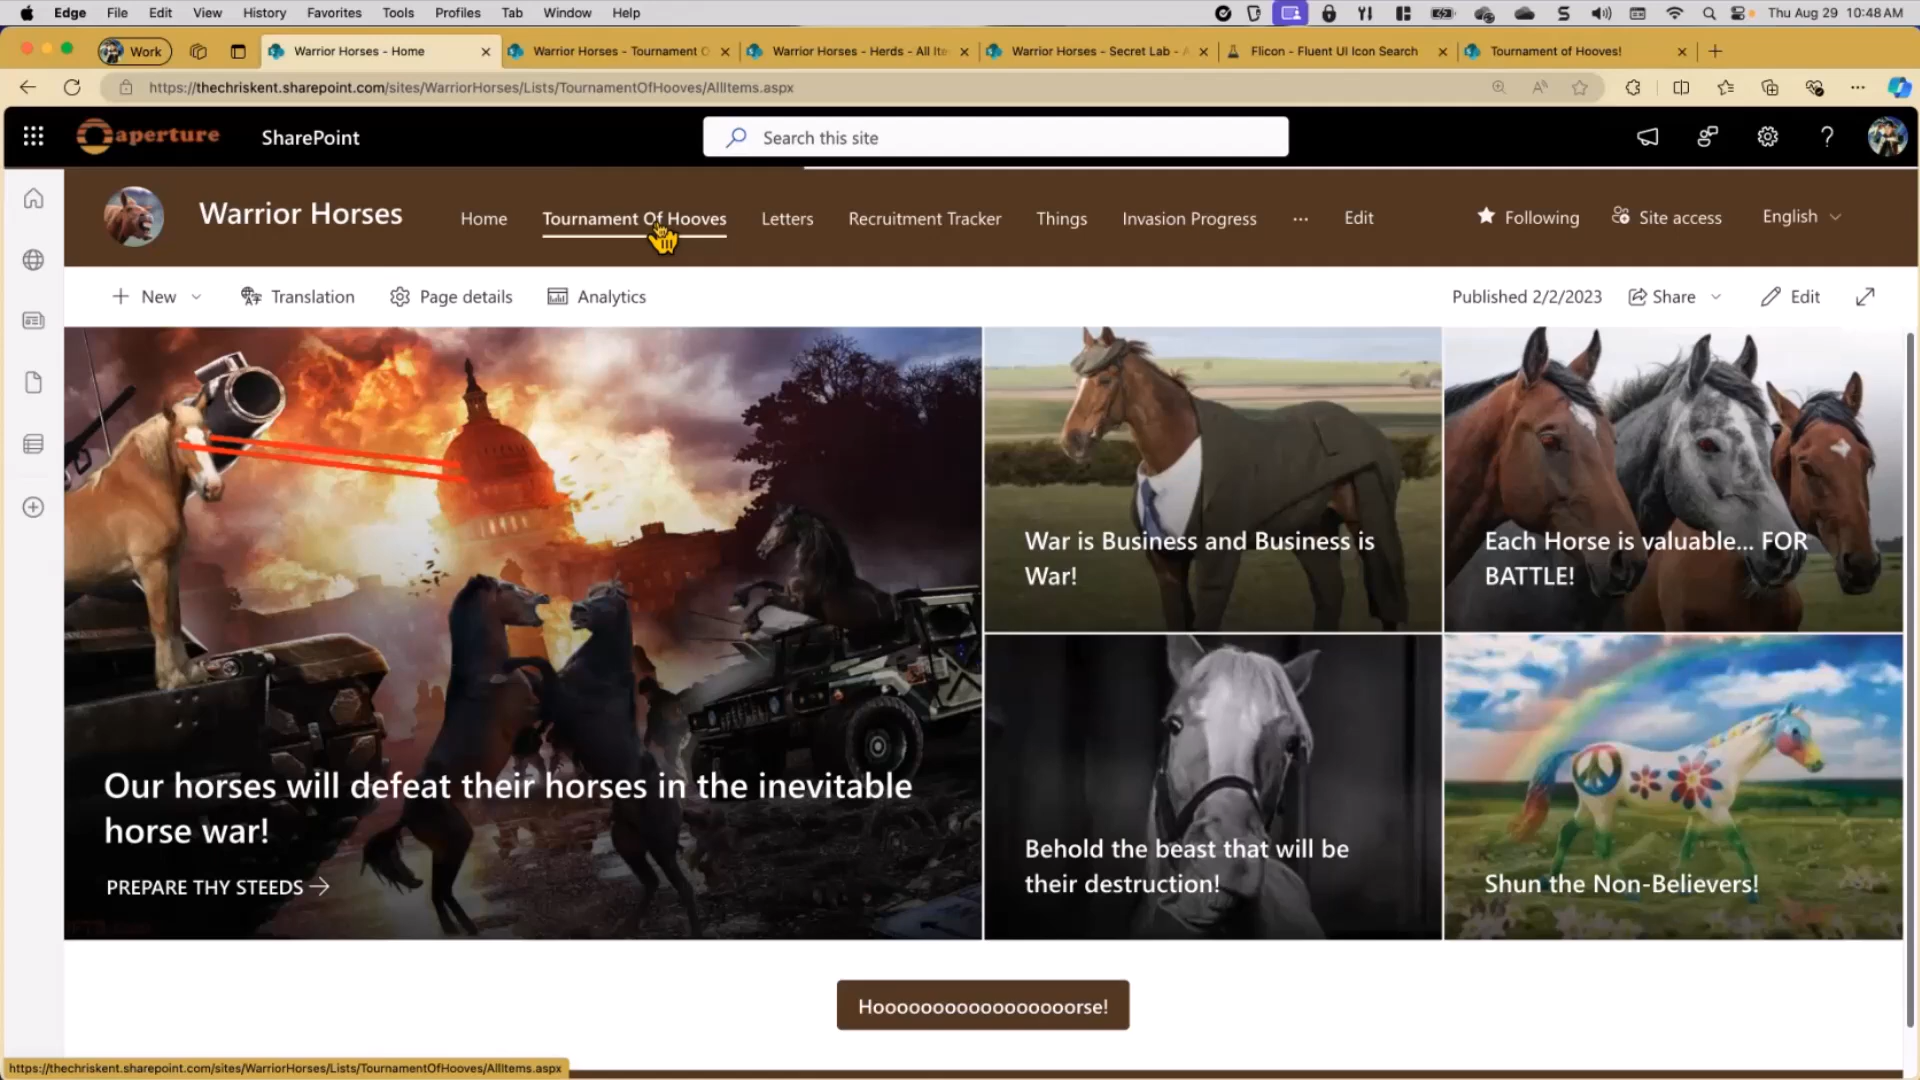 Edge File Edit View History Favorites Tools Profiles Tab Window Help Thu Aug 29 10:48 AM
Work Warrior Horses - Home Warrior Horses - Tournament O Warrior Horses - Herds - All Ite Warrior Horses - Secret Lab - A Flicon - Fluent UI Icon Search Tournament of Hooves!
https://thechriskent.sharepoint.com/sites/WarriorHorses/Lists/TournamentOfHooves/AllItems.aspx
aperture SharePoint Search this site
Warrior Horses Home Tournament Of Hooves Letters Recruitment Tracker Things Invasion Progress ... Edit Following Site access English
New Translation Page details Analytics Published 2/2/2023 Share Edit
Our horses will defeat their horses in the inevitable
horse war!
PREPARE THY STEEDS
War is Business and Business is
War!
Each Horse is valuable... FOR
BATTLE!
Behold the beast that will be
their destruction!
Shun the Non-Believers!
Hooooooooooooooooorse!
https://thechriskent.sharepoint.com/sites/WarriorHorses/Lists/TournamentOfHooves/AllItems.aspx